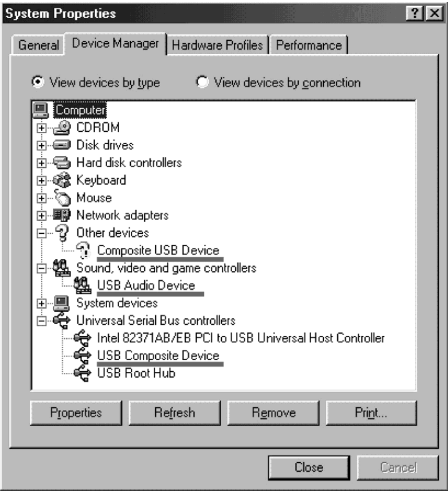 System Properties
General Device Manager Hardware Profiles Performance
View devices by type View devices by connection
Computer
CDROM
Disk drives
Hard disk controllers
Keyboard
Mouse
Network adapters
Other devices
Composite USB Device
Sound, video and game controllers
USB Audio Device
System devices
Universal Serial Bus controllers
Intel 82371AB/EB PCI to USB Universal Host Controller
USB Composite Device
USB Root Hub
Properties Refresh Remove Print...
Close Cancel